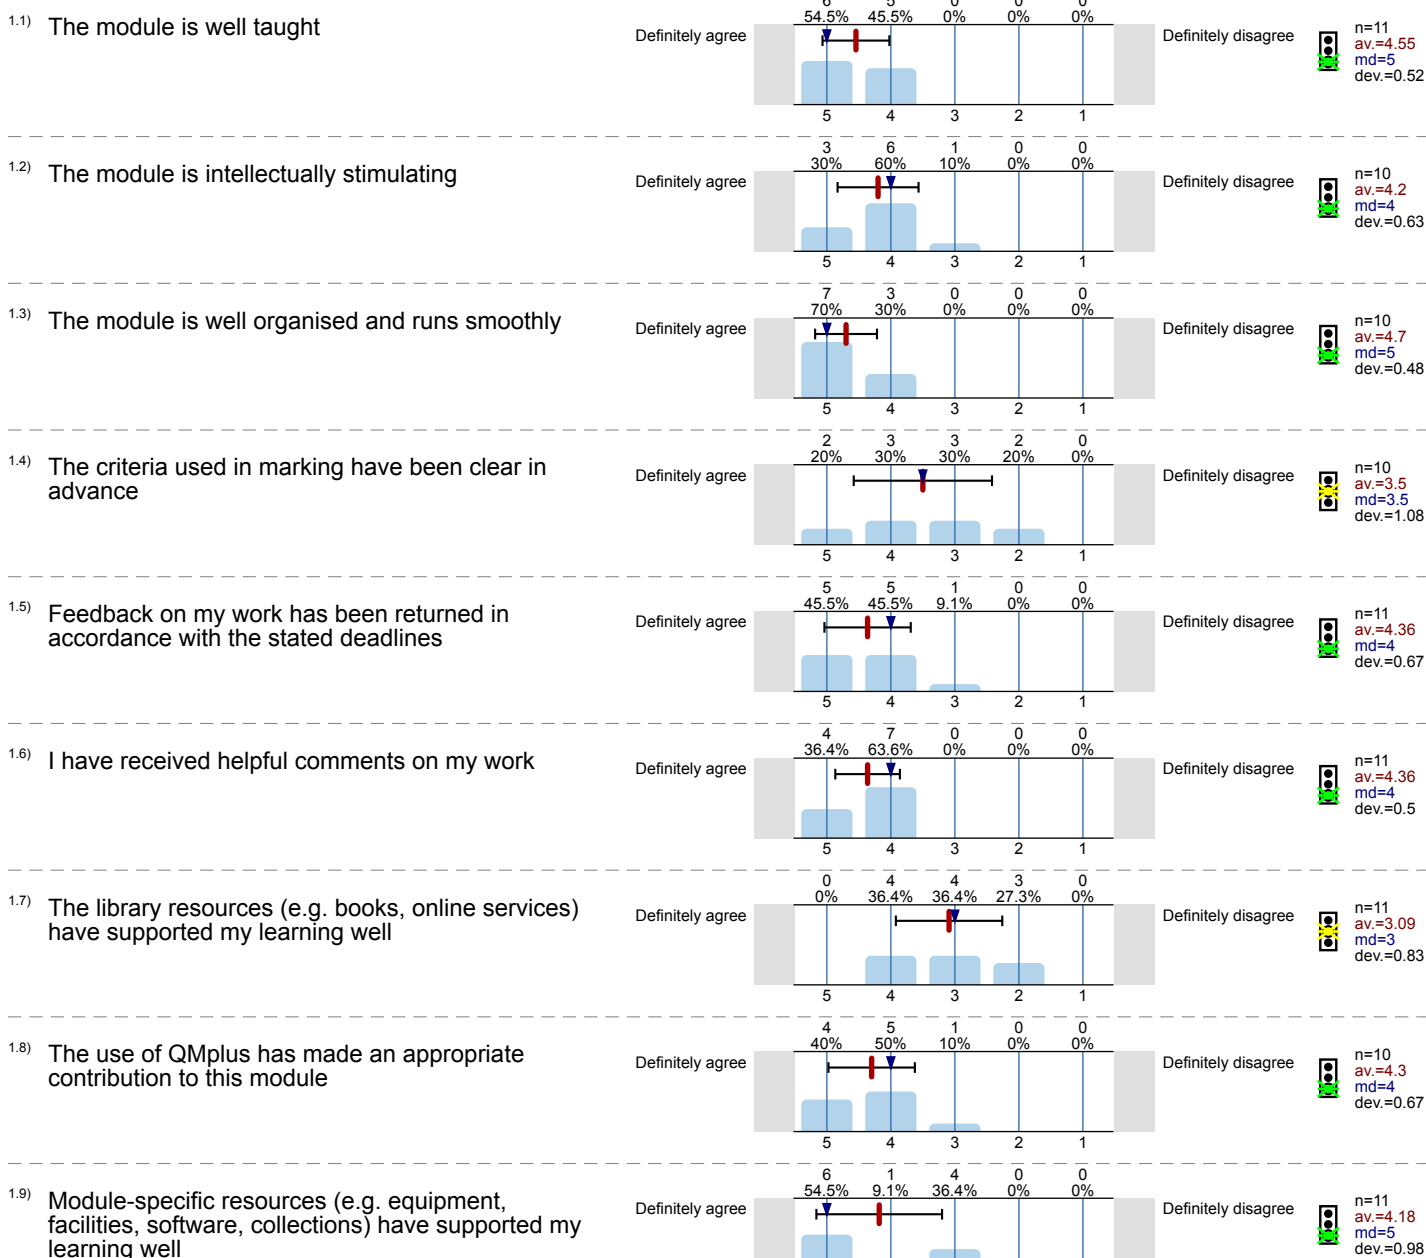 6 5 0 0 0
54.5% 45.5% 0% 0% 0%
1.1) The module is well taught
Definitely agree
Definitely disagree
n=11
av.=4.55
md=5
dev.=0.52
5 4 3 2 1
3 6 1 0 0
30% 60% 10% 0% 0%
1.2) The module is intellectually stimulating
Definitely agree
Definitely disagree
n=10
av.=4.2
md=4
dev.=0.63
5 4 3 2 1
7 3 0 0 0
70% 30% 0% 0% 0%
1.3) The module is well organised and runs smoothly
Definitely agree
Definitely disagree
n=10
av.=4.7
md=5
dev.=0.48
5 4 3 2 1
2 3 3 2 0
20% 30% 30% 20% 0%
1.4) The criteria used in marking have been clear in
advance
Definitely agree
Definitely disagree
n=10
av.=3.5
md=3.5
dev.=1.08
5 4 3 2 1
5 5 1 0 0
45.5% 45.5% 9.1% 0% 0%
1.5) Feedback on my work has been returned in
accordance with the stated deadlines
Definitely agree
Definitely disagree
n=11
av.=4.36
md=4
dev.=0.67
5 4 3 2 1
4 7 0 0 0
36.4% 63.6% 0% 0% 0%
1.6) I have received helpful comments on my work
Definitely agree
Definitely disagree
n=11
av.=4.36
md=4
dev.=0.5
5 4 3 2 1
0 4 4 3 0
0% 36.4% 36.4% 27.3% 0%
1.7) The library resources (e.g. books, online services)
have supported my learning well
Definitely agree
Definitely disagree
n=11
av.=3.09
md=3
dev.=0.83
5 4 3 2 1
4 5 1 0 0
40% 50% 10% 0% 0%
1.8) The use of QMplus has made an appropriate
contribution to this module
Definitely agree
Definitely disagree
n=10
av.=4.3
md=4
dev.=0.67
5 4 3 2 1
6 1 4 0 0
54.5% 9.1% 36.4% 0% 0%
1.9) Module-specific resources (e.g. equipment,
facilities, software, collections) have supported my
learning well
Definitely agree
Definitely disagree
n=11
av.=4.18
md=5
dev.=0.98